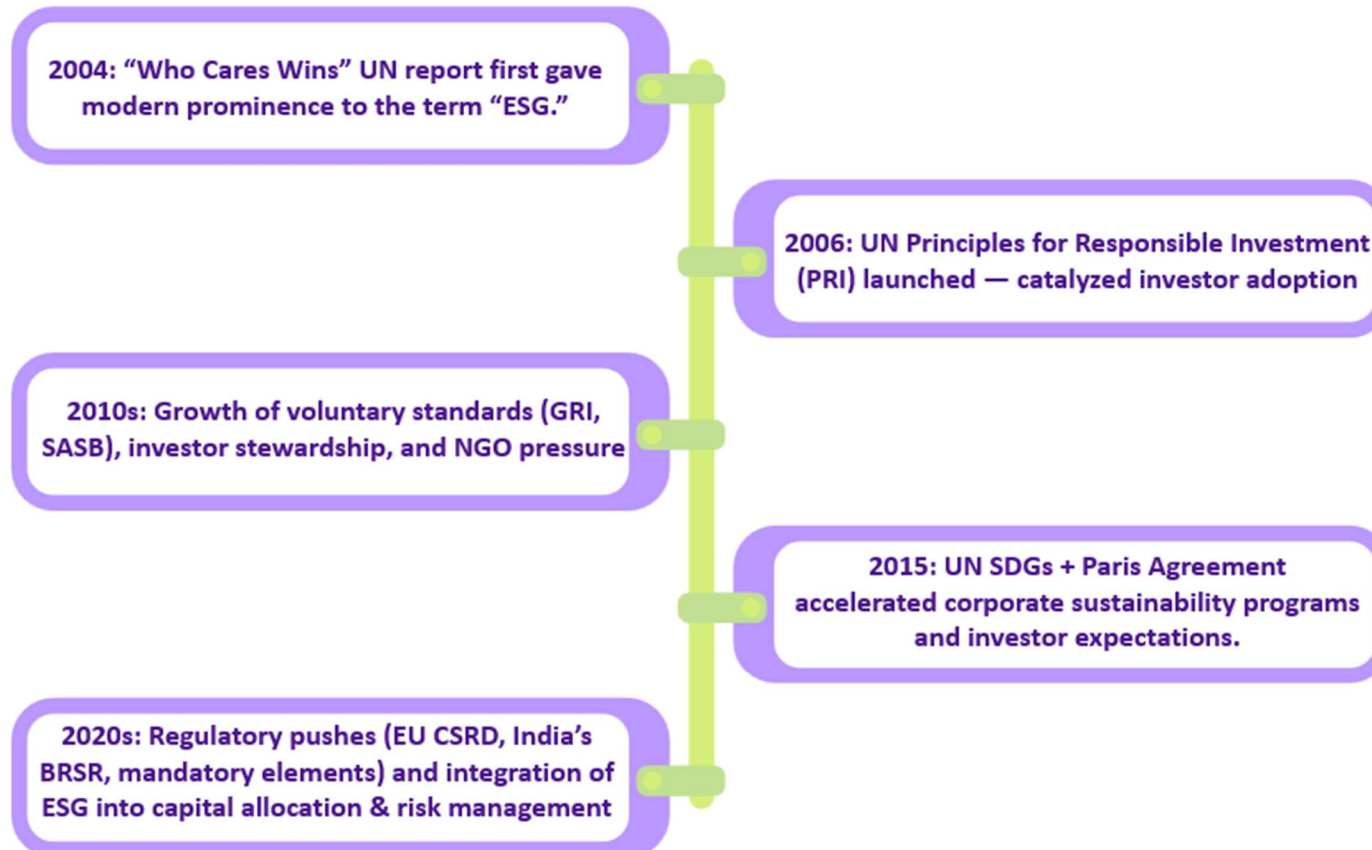 2004: “Who Cares Wins” UN report first gave
modern prominence to the term “ESG.”
2006: UN Principles for Responsible Investment
(PRI) launched — catalyzed investor adoption
2010s: Growth of voluntary standards (GRI,
SASB), investor stewardship, and NGO pressure
2015: UN SDGs + Paris Agreement
accelerated corporate sustainability programs
and investor expectations.
2020s: Regulatory pushes (EU CSRD, India’s
BRSR, mandatory elements) and integration of
ESG into capital allocation & risk management